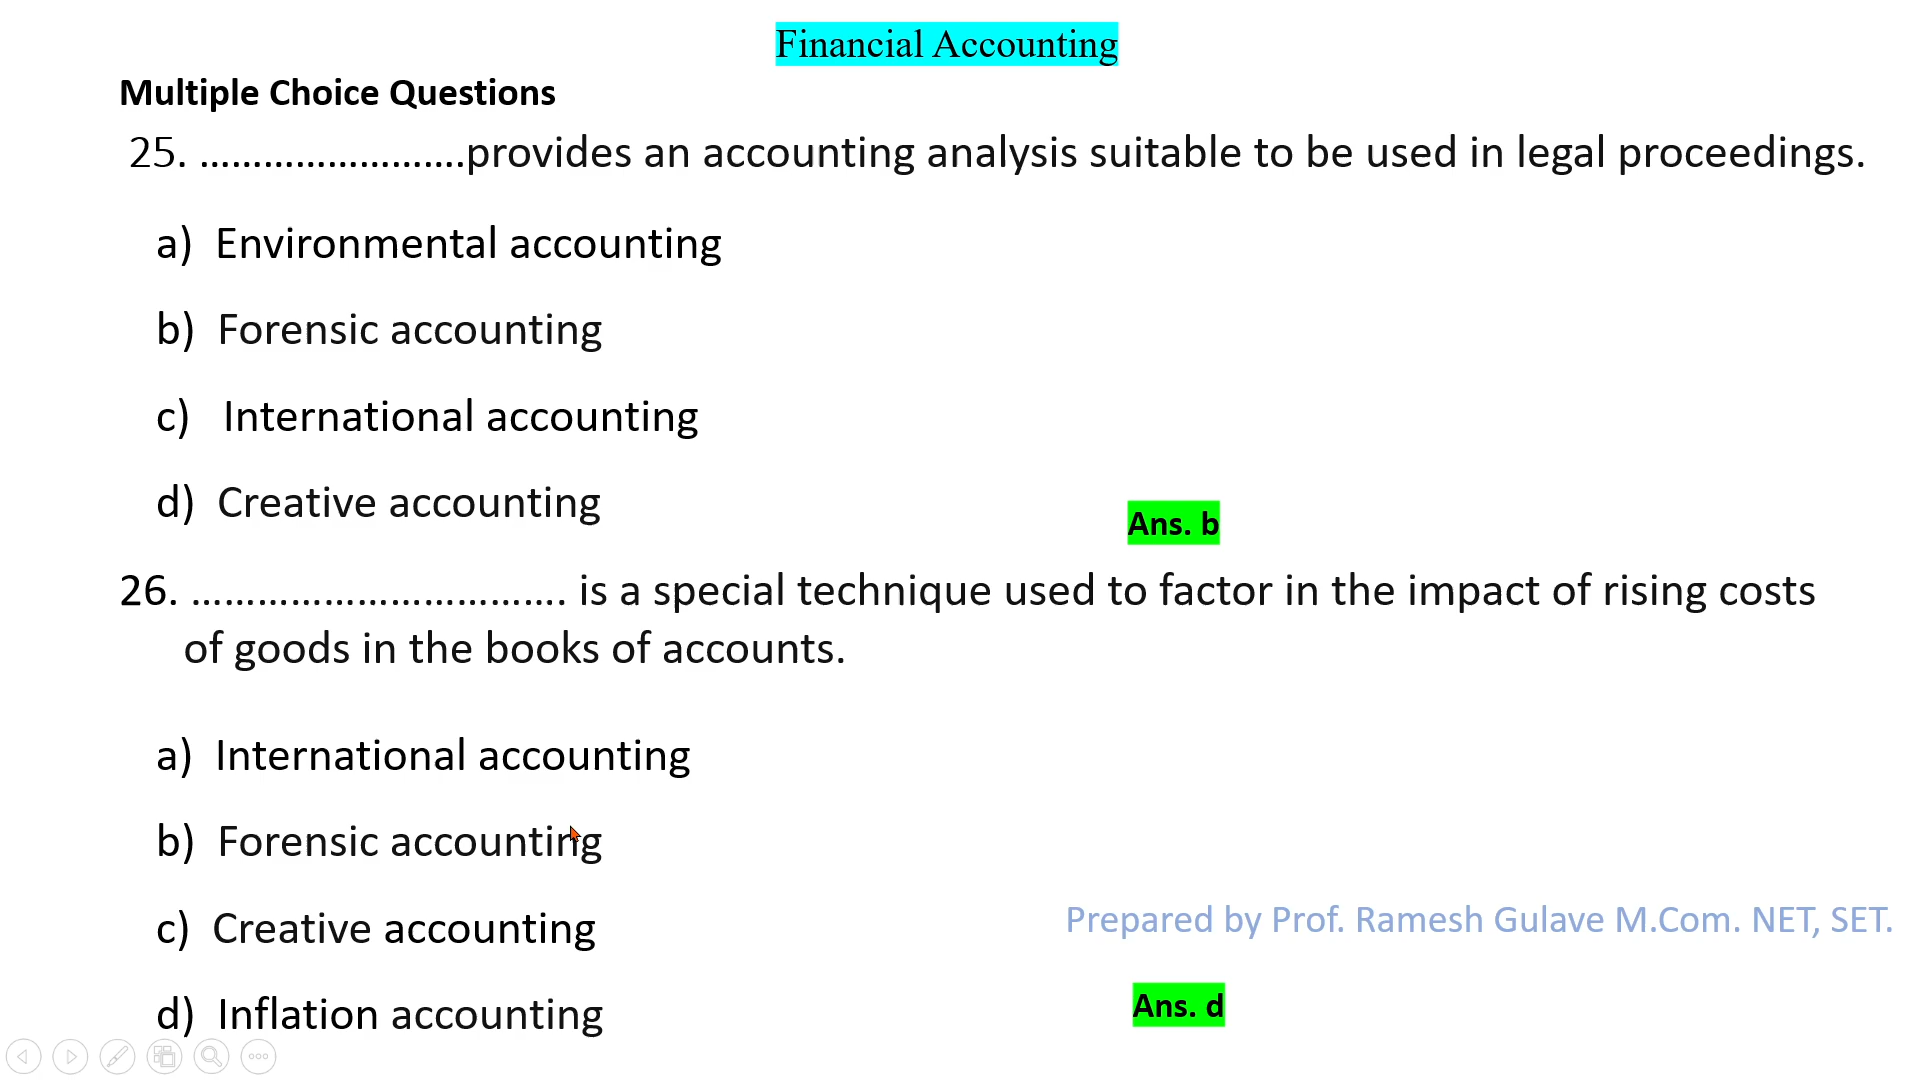 Financial Accounting
Multiple Choice Questions
25. ..........................provides an accounting analysis suitable to be used in legal proceedings.
a) Environmental accounting
b) Forensic accounting
c) International accounting
d) Creative accounting
Ans. b
26. .................................. is a special technique used to factor in the impact of rising costs
of goods in the books of accounts.
a) International accounting
b) Forensic accounting
c) Creative accounting
Prepared by Prof. Ramesh Gulave M.Com. NET, SET.
d) Inflation accounting
Ans. d